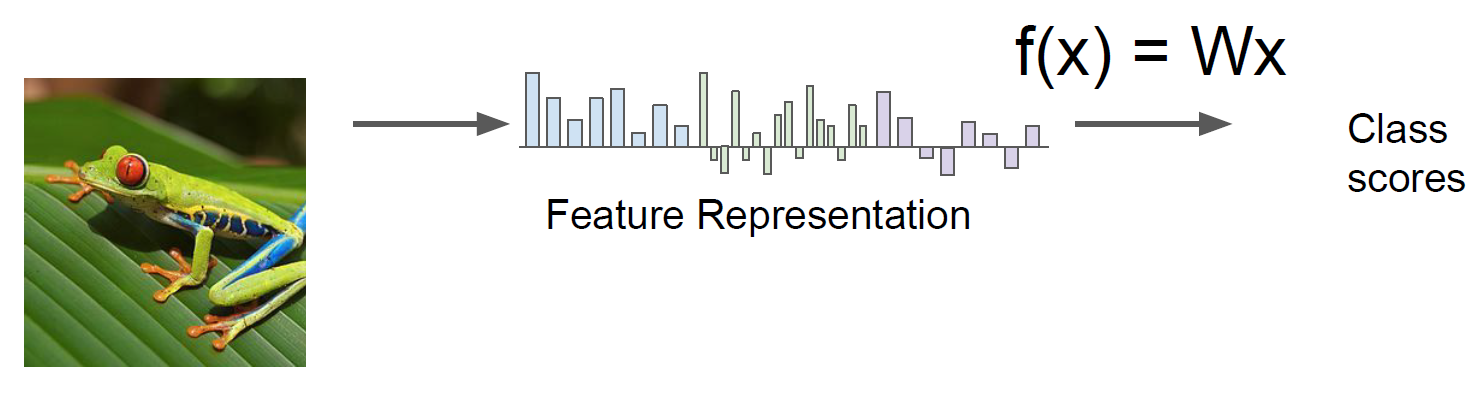 f(x) = Wx
Class
scores
Feature Representation